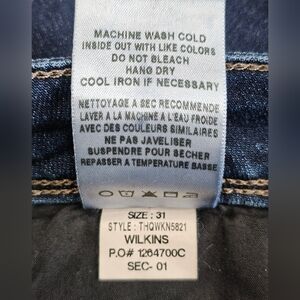 MACHINE WASH COLD
INSIDE OUT WITH LIKE COLORS
DO NOT BLEACH
HANG DRY
COOL IRON IF NECESSARY
NETTOYAGE A SEC RECOMMENDE
LAVER A LA MACHINE A L'EAU FROIDE
AVEC DES COULEURS SIMILAIRES
NE PAS JAVELISER
SUSPENDRE POUR SÉCHER
REPASSER A TEMPERATURE BASSE
SIZE : 31
STYLE : THQWKN5821
WILKINS
P.O# 1264700C
SEC- 01